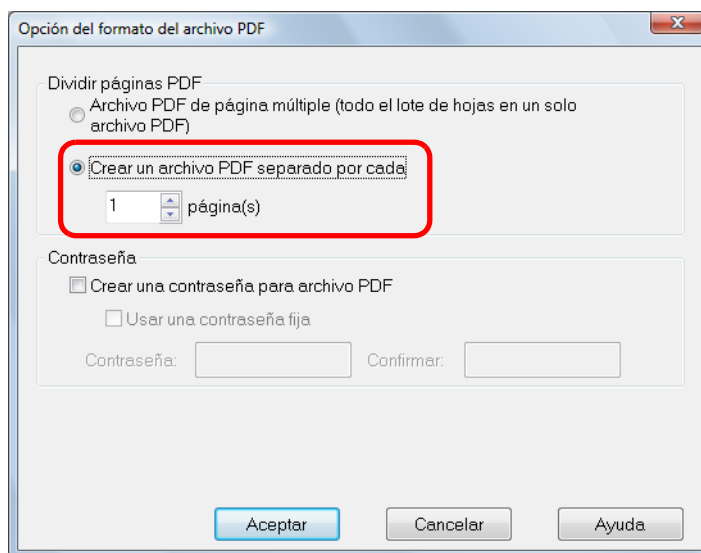 Opción del formato del archivo PDF
Dividir páginas PDF
Archivo PDF de página múltiple (todo el lote de hojas en un solo
archivo PDF)
Crear un archivo PDF separado por cada
1 página(s)
Contraseña
Crear una contraseña para archivo PDF
Usar una contraseña fija
Contraseña: Confirmar:
Aceptar Cancelar Ayuda